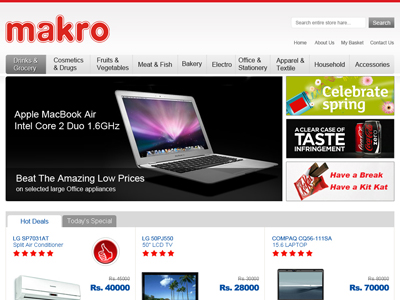 makro
Search entire store here...
Search
Home About Us My Basket Contact Us
Drinks & Grocery
Cosmetics & Drugs
Fruits & Vegetables
Meat & Fish
Bakery
Electro
Office & Stationery
Apparel & Textile
Household
Accessories
Apple MacBook Air
Intel Core 2 Duo 1.6GHz
Beat The Amazing Low Prices
on selected large Office appliances
Celebrate
spring
A CLEAR CASE OF
TASTE
INFRINGEMENT
Have a Break
Have a Kit Kat
Hot Deals
Today's Special
LG SP7031AT
Split Air Conditioner
Rs. 45000
Rs. 40000
LG 50PJ550
50" LCD TV
Rs. 30000
Rs. 28000
COMPAQ CQ56-111SA
15.6 LAPTOP
Rs. 90000
Rs. 70000